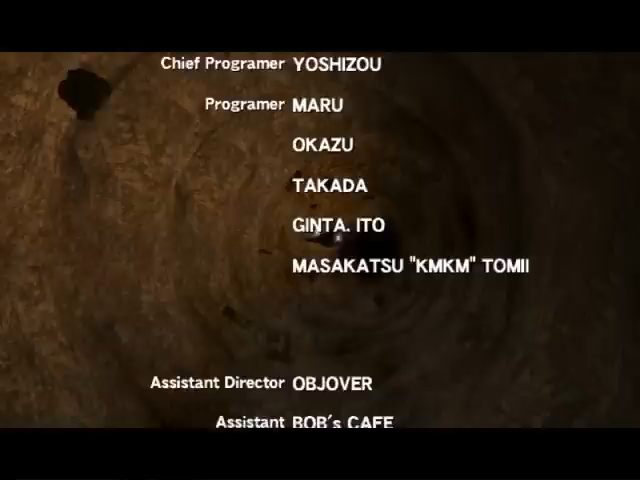 Chief Programer YOSHIZOU
Programer MARU
OKAZU
TAKADA
GINTA. ITO
MASAKATSU "KMKM" TOMII
Assistant Director OBJOVER
Assistant BOB's CAFE